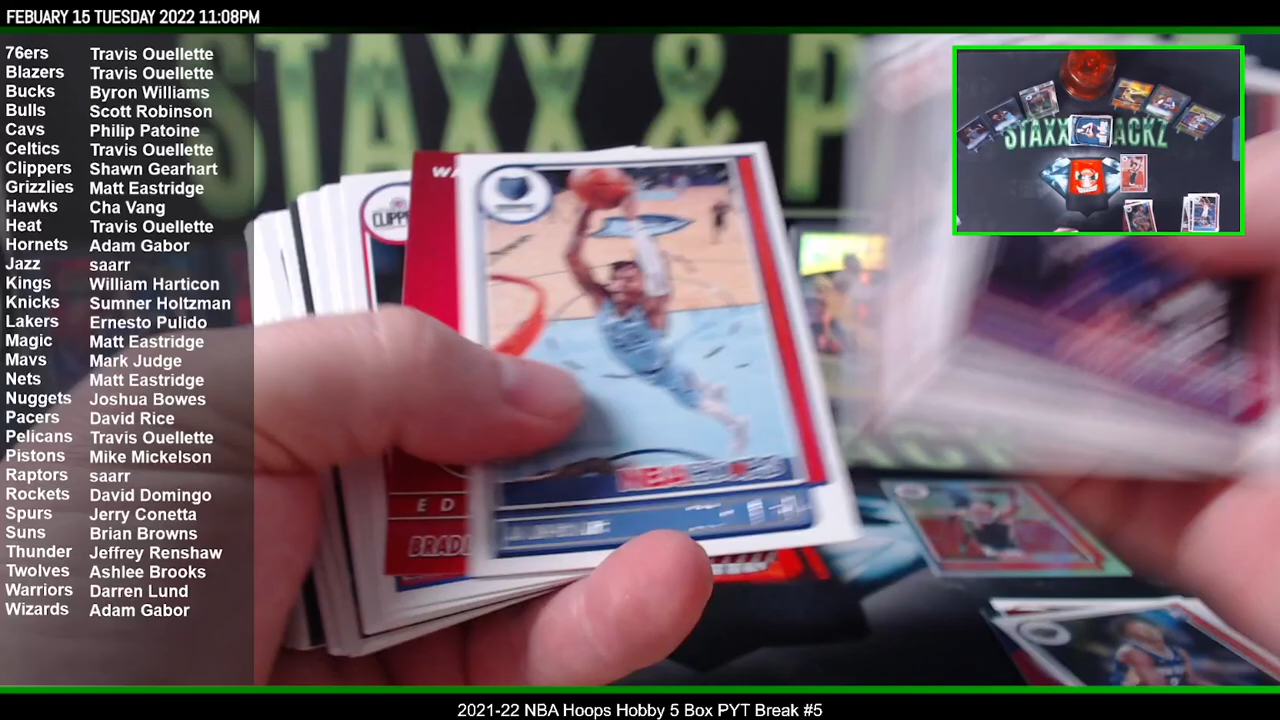 FEBUARY 15 TUESDAY 2022 11:08PM
76ers Travis Ouellette
Blazers Travis Ouellette
Bucks Byron Williams
Bulls Scott Robinson
Cavs Philip Patoine
Celtics Travis Ouellette
Clippers Shawn Gearhart
Grizzlies Matt Eastridge
Hawks Cha Vang
Heat Travis Ouellette
Hornets Adam Gabor
Jazz saarr
Kings William Harticon
Knicks Sumner Holtzman
Lakers Ernesto Pulido
Magic Matt Eastridge
Mavs Mark Judge
Nets Matt Eastridge
Nuggets Joshua Bowes
Pacers David Rice
Pelicans Travis Ouellette
Pistons Mike Mickelson
Raptors saarr
Rockets David Domingo
Spurs Jerry Conetta
Suns Brian Browns
Thunder Jeffrey Renshaw
Twolves Ashlee Brooks
Warriors Darren Lund
Wizards Adam Gabor
STAXX & P
STAXX ACKZ
WA
CLIPP
NBA HOOPS
E D
BRADL
2021-22 NBA Hoops Hobby 5 Box PYT Break #5